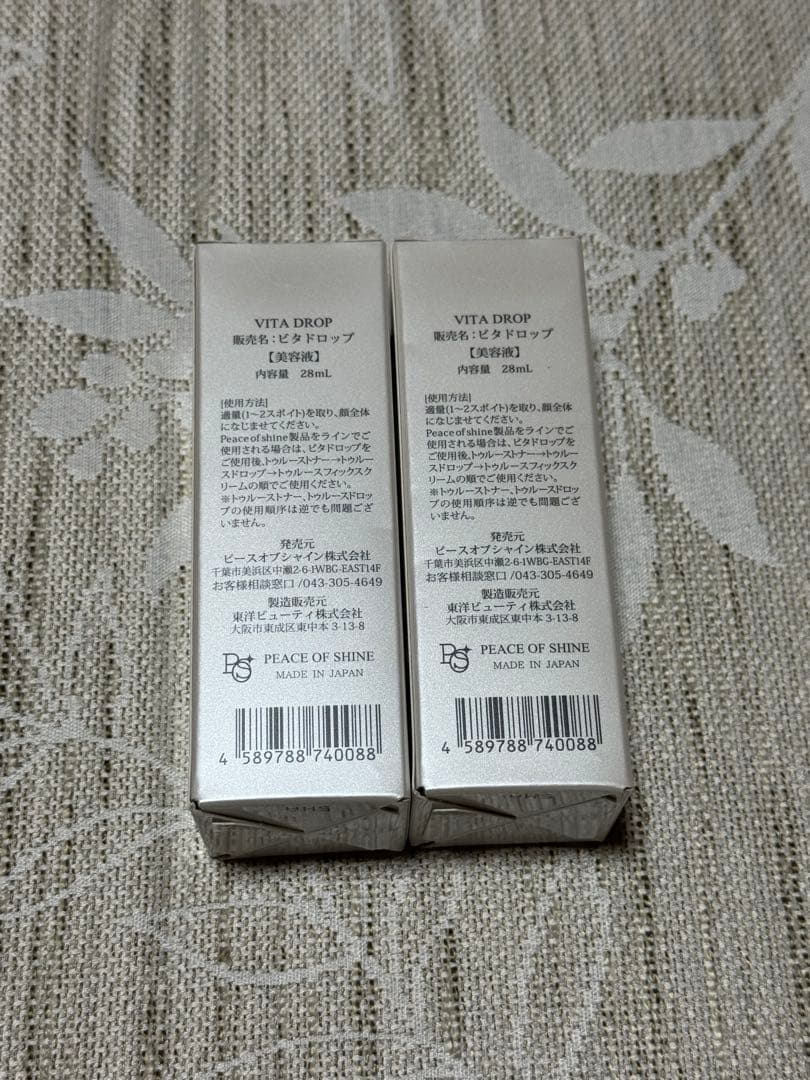 VITA DROP
販売名：ビタドロップ
【美容液】
内容量 28mL
[使用方法]
適量(1〜2スポイト)を取り、顔全体
になじませてください。
Peace of shine製品をラインでご
使用される場合は、ビタドロップを
ご使用後、トゥルーストナー→トゥルー
スドロップ→トゥルースフィックスク
リームの順でご使用ください。
※トゥルーストナー、トゥルースドロッ
プの使用順序は逆でも問題ござ
いません。
発売元
ピースオブシャイン株式会社
千葉市美浜区中瀬2-6-1WBG-EAST14F
お客様相談窓口/043-305-4649
製造販売元
東洋ビューティ株式会社
大阪市東成区東中本 3-13-8
PS PEACE OF SHINE
MADE IN JAPAN
4 589788 740088
VITA DROP
販売名：ビタドロップ
【美容液】
内容量 28mL
[使用方法]
適量(1〜2スポイト)を取り、顔全体
になじませてください。
Peace of shine製品をラインでご
使用される場合は、ビタドロップを
ご使用後、トゥルーストナー→トゥルー
スドロップ→トゥルースフィックスク
リームの順でご使用ください。
※トゥルーストナー、トゥルースドロッ
プの使用順序は逆でも問題ござ
いません。
発売元
ピースオブシャイン株式会社
千葉市美浜区中瀬2-6-1WBG-EAST14F
お客様相談窓口/043-305-4649
製造販売元
東洋ビューティ株式会社
大阪市東成区東中本 3-13-8
PS PEACE OF SHINE
MADE IN JAPAN
4 589788 740088